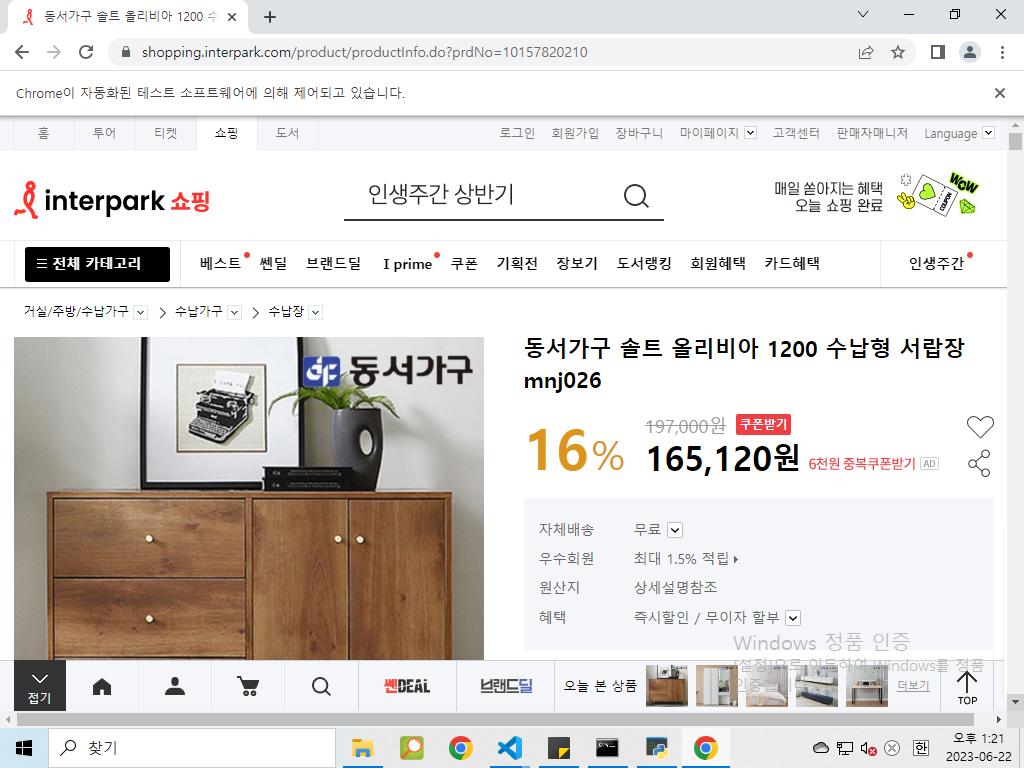 동서가구 솔트 올리비아 1200 수
shopping.interpark.com/product/productInfo.do?prdNo=10157820210
Chrome이 자동화된 테스트 소프트웨어에 의해 제어되고 있습니다.
홈 투어 티켓 쇼핑 도서 로그인 회원가입 장바구니 마이페이지 고객센터 판매자매니저 Language
interpark 쇼핑 인생주간 상반기
매일 쏟아지는 혜택
오늘 쇼핑 완료
WOW
COUPON
전체 카테고리 베스트 쎈딜 브랜드딜 I prime 쿠폰 기획전 장보기 도서랭킹 회원혜택 카드혜택 인생주간
거실/주방/수납가구 > 수납가구 > 수납장
동서가구
동서가구 솔트 올리비아 1200 수납형 서랍장
mnj026
16% 197,000원 쿠폰받기
165,120원 6천원 중복쿠폰받기 AD
자체배송 무료
우수회원 최대 1.5% 적립
원산지 상세설명참조
혜택 즉시할인 / 무이자 할부
Windows 정품 인증
[설정]으로 이동하여 Windows를 정품
접기 쎈DEAL 브랜드딜 오늘 본 상품 더보기 TOP
찾기 한 오후 1:21
2023-06-22